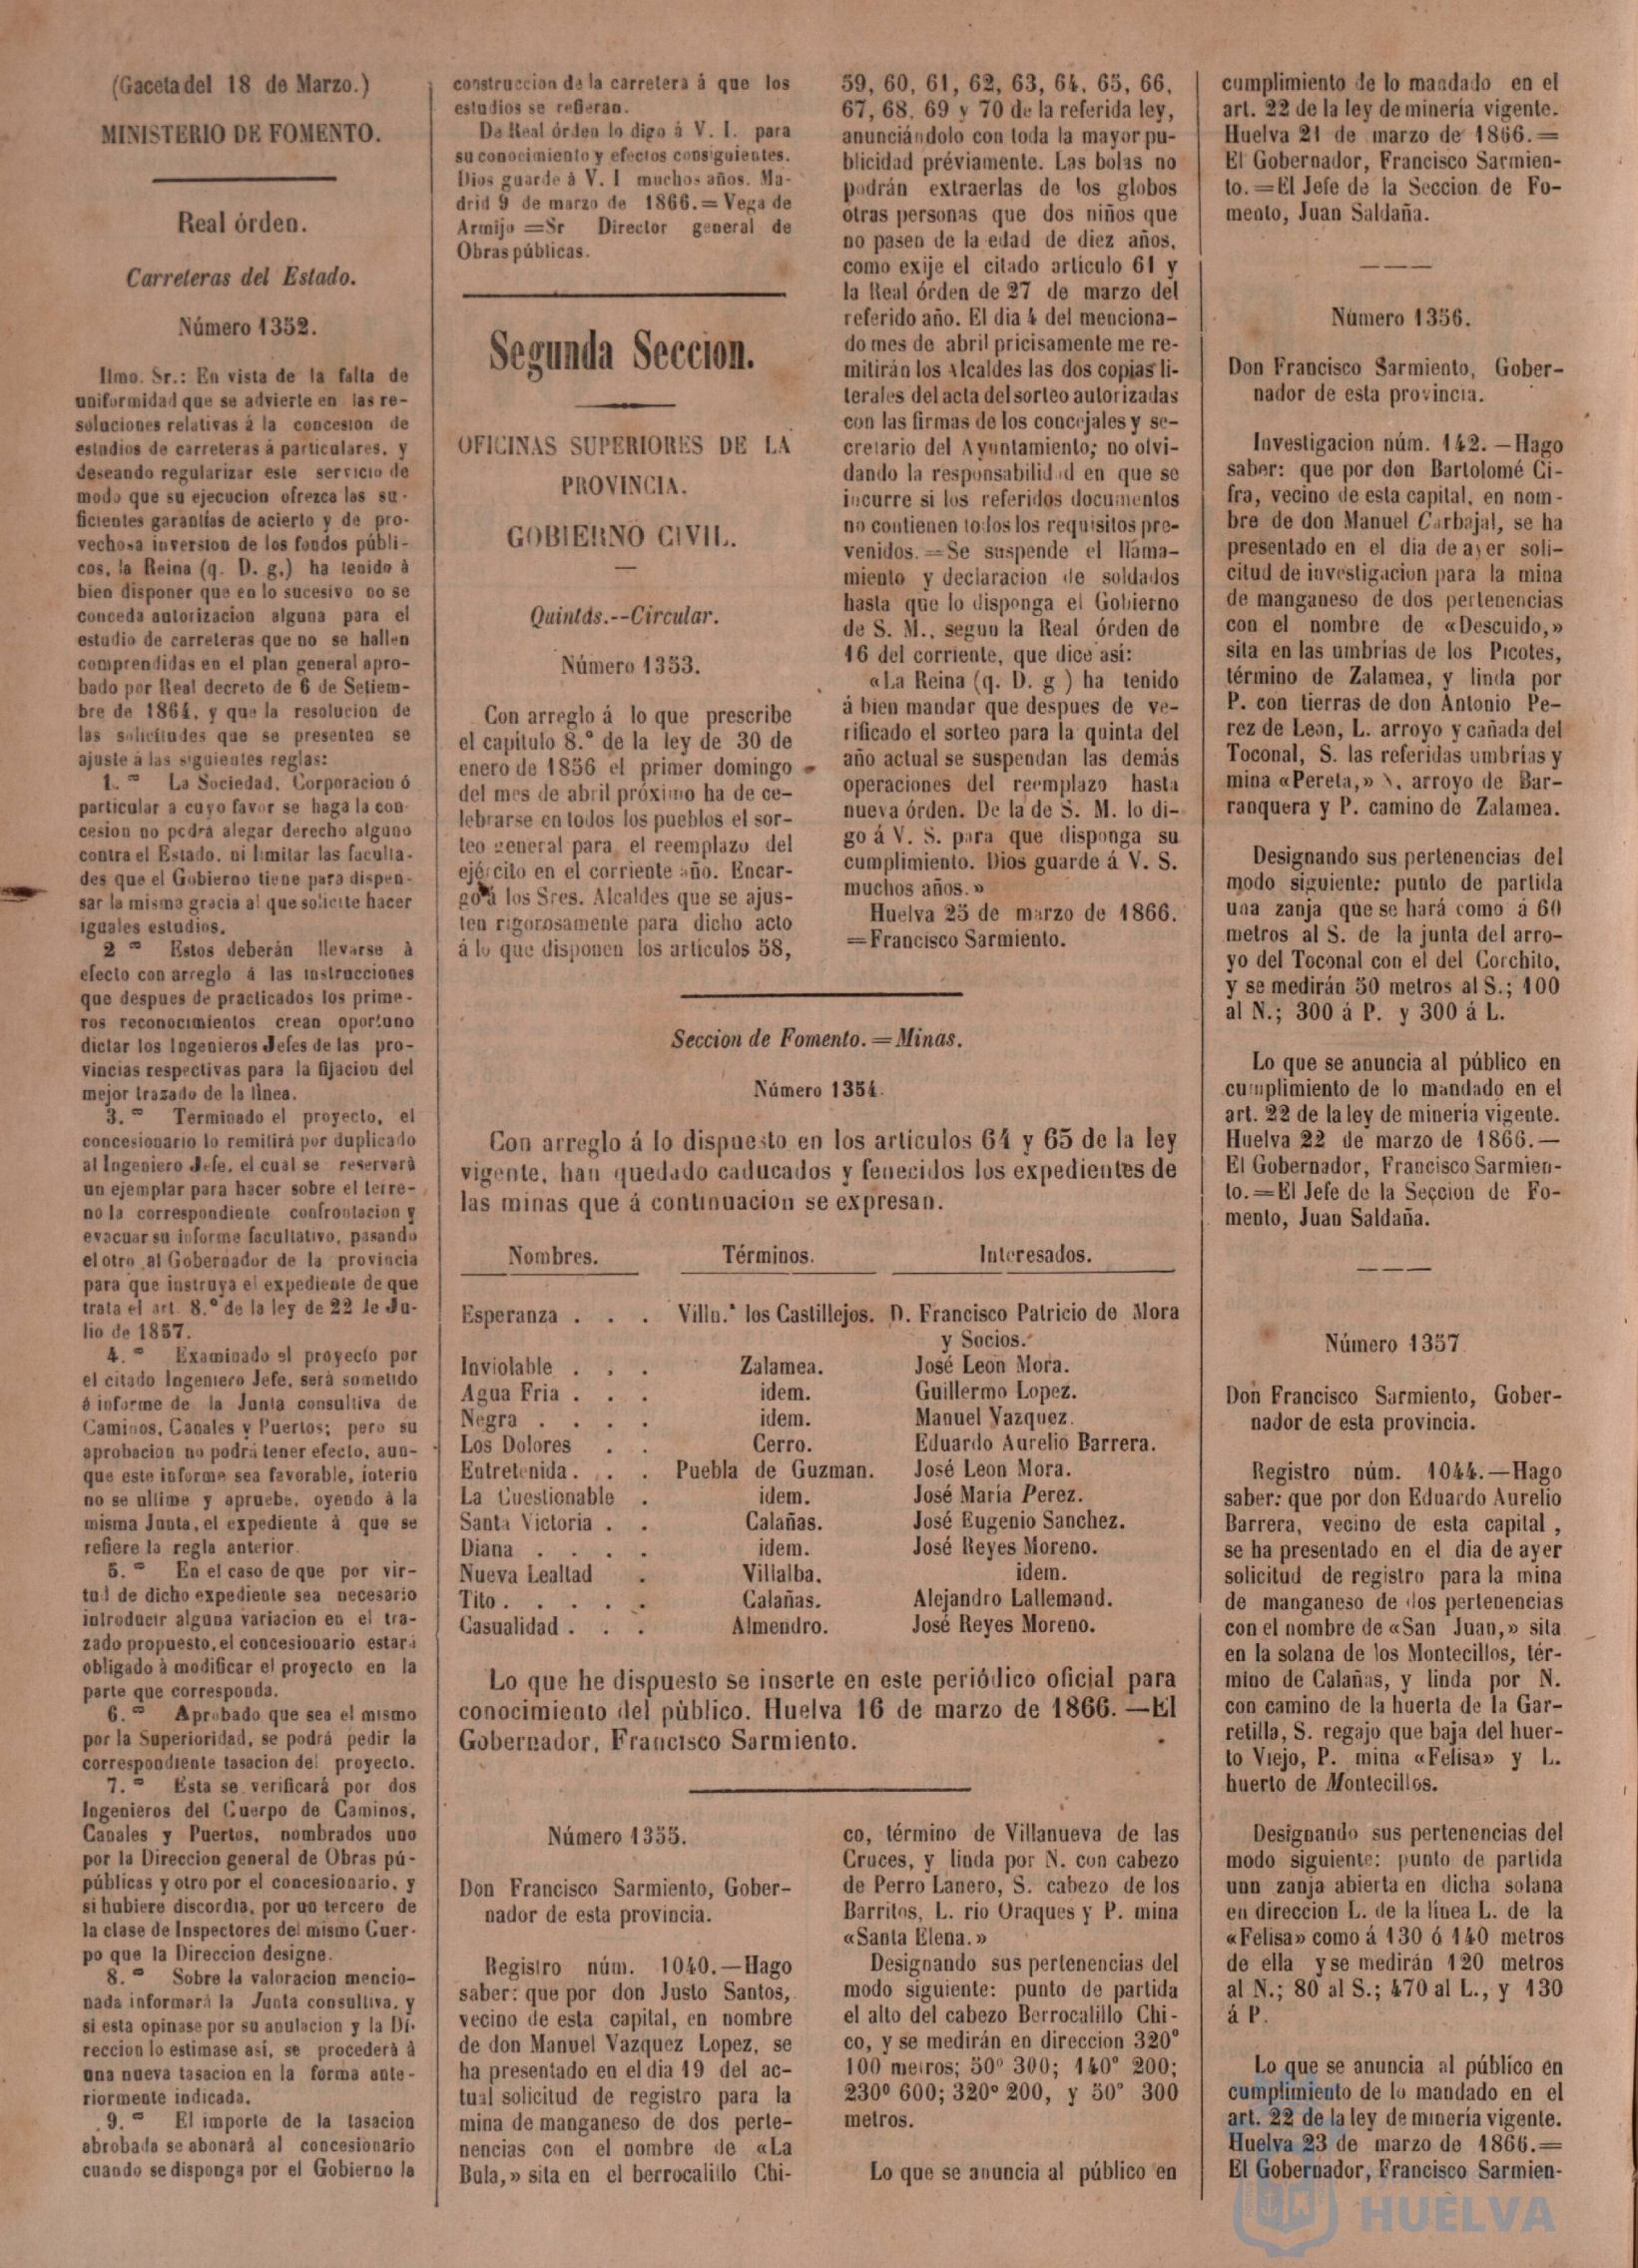 (Gaceta del 18 de Marzo.)
MINISTERIO DE FOMENTO.
Real órden.
Carreteras del Estado.
Número 1352.
Ilmo. Sr.: En vista de la falta de
uniformidad que se advierte en las re-
soluciones relativas á la concesion de
estudios de carreteras á particulares, y
deseando regularizar este servicio de
modo que su ejecucion ofrezca las su-
ficientes garantías de acierto y de pro-
vechosa inversion de los fondos públi-
cos, la Reina (q. D. g.) ha tenido á
bien disponer que en lo sucesivo no se
conceda autorizacion alguna para el
estudio de carreteras que no se hallen
comprendidas en el plan general apro-
bado por Real decreto de 6 de Setiem-
bre de 1864, y que la resolucion de
las solicitudes que se presenten se
ajuste á las siguientes reglas:
1.ª La Sociedad, Corporacion ó
particular a cuyo favor se haga la con
cesion no podrá alegar derecho alguno
contra el Estado, ni limitar las faculta-
des que el Gobierno tiene para dispen-
sar la misma gracia al que solicite hacer
iguales estudios.
2ª Estos deberán llevarse á
efecto con arreglo á las instrucciones
que despues de practicados los prime-
ros reconocimientos crean oportuno
dictar los Ingenieros Jefes de las pro-
vincias respectivas para la fijacion del
mejor trazado de la línea.
3.ª Terminado el proyecto, el
concesionario lo remitirá por duplicado
al Ingeniero Jefe, el cual se reservará
un ejemplar para hacer sobre el terre-
no la correspondiente confrontacion y
evacuar su informe facultativo, pasando
el otro al Gobernador de la provincia
para que instruya el expediente de que
trata el art. 8.º de la ley de 22 de Ju-
lio de 1857.
4.ª Examinado el proyecto por
el citado Ingeniero Jefe, será sometido
á informe de la Junta consultiva de
Caminos, Canales y Puertos; pero su
aprobacion no podrá tener efecto, aun-
que este informe sea favorable, interin
no se ultime y apruebe, oyendo á la
misma Junta, el expediente á que se
refiere la regla anterior.
5.ª En el caso de que por vir-
tud de dicho expediente sea necesario
introducir alguna variacion en el tra-
zado propuesto, el concesionario estará
obligado á modificar el proyecto en la
parte que corresponda.
6.ª Aprobado que sea el mismo
por la Superioridad, se podrá pedir la
correspondiente tasacion del proyecto.
7.ª Esta se verificará por dos
Ingenieros del Cuerpo de Caminos,
Canales y Puertos, nombrados uno
por la Direccion general de Obras pú-
públicas y otro por el concesionario, y
si hubiere discordia, por un tercero de
la clase de Inspectores del mismo Cuer-
po que la Direccion designe.
8.ª Sobre la valoracion mencio-
nada informará la Junta consultiva, y
si esta opinase por su anulacion y la Di-
reccion lo estimase así, se procederá á
una nueva tasacion en la forma ante-
riormente indicada.
9.ª El importe de la tasacion
abrobada se abonará al concesionario
cuando se disponga por el Gobierno la
construccion de la carretera á que los
estudios se refieran.
De Real órden lo digo á V. I. para
su conocimiento y efectos consiguientes.
Dios guarde á V. I muchos años. Ma-
drid 9 de marzo de 1866.=Vega de
Armijo=Sr Director general de
Obras públicas.
Segunda Seccion.
OFICINAS SUPERIORES DE LA
PROVINCIA.
GOBIERNO CIVIL.
Quintas.--Circular.
Número 1353.
Con arreglo á lo que prescribe
el capítulo 8.º de la ley de 30 de
enero de 1856 el primer domingo
del mes de abril próximo ha de ce-
lebrarse en todos los pueblos el sor-
teo general para el reemplazo del
ejército en el corriente año. Encar-
go á los Sres. Alcaldes que se ajus-
ten rigorosamente para dicho acto
á lo que disponen los artículos 58,
59, 60, 61, 62, 63, 64, 65, 66,
67, 68, 69 y 70 de la referida ley,
anunciándolo con toda la mayor pu-
blicidad préviamente. Las bolas no
podrán extraerlas de los globos
otras personas que dos niños que
no pasen de la edad de diez años,
como exije el citado artículo 61 y
la Real órden de 27 de marzo del
referido año. El dia 4 del menciona-
do mes de abril pricisamente me re-
mitirán los Alcaldes las dos copias li-
terales del acta del sorteo autorizadas
con las firmas de los concejales y se-
cretario del Ayuntamiento; no olvi-
dando la responsabilidad en que se
incurre si los referidos documentos
no contienen todos los requisitos pre-
venidos.=Se suspende el llama-
miento y declaracion de soldados
hasta que lo disponga el Gobierno
de S. M., segun la Real órden de
16 del corriente, que dice así:
«La Reina (q. D. g ) ha tenido
á bien mandar que despues de ve-
rificado el sorteo para la quinta del
año actual se suspendan las demás
operaciones del reemplazo hasta
nueva órden. De la de S. M. lo di-
go á V. S. para que disponga su
cumplimiento. Dios guarde á V. S.
muchos años.»
Huelva 25 de marzo de 1866.
=Francisco Sarmiento.
Seccion de Fomento.=Minas.
Número 1354.
Con arreglo á lo dispuesto en los artículos 64 y 65 de la ley
vigente, han quedado caducados y fenecidos los expedientes de
las minas que á continuacion se expresan.
Nombres. Términos. Interesados.
Esperanza . . . Villn.ª los Castillejos. D. Francisco Patricio de Mora
y Socios.
Inviolable . . . Zalamea. José Leon Mora.
Agua Fria . . . idem. Guillermo Lopez.
Negra . . . . idem. Manuel Vazquez.
Los Dolores . . Cerro. Eduardo Aurelio Barrera.
Entretenida. . . Puebla de Guzman. José Leon Mora.
La Cuestionable . idem. José María Perez.
Santa Victoria . . Calañas. José Eugenio Sanchez.
Diana . . . . idem. José Reyes Moreno.
Nueva Lealtad . Villalba. idem.
Tito. . . . . . Calañas. Alejandro Lallemand.
Casualidad . . . Almendro. José Reyes Moreno.
Lo que he dispuesto se inserte en este periódico oficial para
conocimiento del público. Huelva 16 de marzo de 1866.—El
Gobernador, Francisco Sarmiento.
Número 1355.
Don Francisco Sarmiento, Gober-
nador de esta provincia.
Registro núm. 1040.—Hago
saber: que por don Justo Santos,
vecino de esta capital, en nombre
de don Manuel Vazquez Lopez, se
ha presentado en el dia 19 del ac-
tual solicitud de registro para la
mina de manganeso de dos perte-
nencias con el nombre de «La
Bula,» sita en el berrocalillo Chi-
co, término de Villanueva de las
Cruces, y linda por N. con cabezo
de Perro Lanero, S. cabezo de los
Barritos, L. rio Oraques y P. mina
«Santa Elena.»
Designando sus pertenencias del
modo siguiente: punto de partida
el alto del cabezo Berrocalillo Chi-
co, y se medirán en direccion 320°
100 metros; 50° 300; 140° 200;
230° 600; 320° 200, y 50° 300
metros.
Lo que se anuncia al público en
cumplimiento de lo mandado en el
art. 22 de la ley de minería vigente.
Huelva 21 de marzo de 1866.=
El Gobernador, Francisco Sarmien-
to.=El Jefe de la Seccion de Fo-
mento, Juan Saldaña.
Número 1356.
Don Francisco Sarmiento, Gober-
nador de esta provincia.
Investigacion núm. 142.—Hago
saber: que por don Bartolomé Ci-
fra, vecino de esta capital, en nom-
bre de don Manuel Carbajal, se ha
presentado en el dia de ayer soli-
citud de investigacion para la mina
de manganeso de dos pertenencias
con el nombre de «Descuido,»
sita en las umbrías de los Picotes,
término de Zalamea, y linda por
P. con tierras de don Antonio Pe-
rez de Leon, L. arroyo y cañada del
Toconal, S. las referidas umbrías y
mina «Pereta,» N. arroyo de Bar-
ranquera y P. camino de Zalamea.
Designando sus pertenencias del
modo siguiente: punto de partida
una zanja que se hará como á 60
metros al S. de la junta del arro-
yo del Toconal con el del Corchito,
y se medirán 50 metros al S.; 100
al N.; 300 á P. y 300 á L.
Lo que se anuncia al público en
cumplimiento de lo mandado en el
art. 22 de la ley de minería vigente.
Huelva 22 de marzo de 1866.—
El Gobernador, Francisco Sarmien-
to.=El Jefe de la Seccion de Fo-
mento, Juan Saldaña.
Número 1357
Don Francisco Sarmiento, Gober-
nador de esta provincia.
Registro núm. 1044.—Hago
saber: que por don Eduardo Aurelio
Barrera, vecino de esta capital ,
se ha presentado en el dia de ayer
solicitud de registro para la mina
de manganeso de dos pertenencias
con el nombre de «San Juan,» sita
en la solana de los Montecillos, tér-
mino de Calañas, y linda por N.
con camino de la huerta de la Gar-
retilla, S. regajo que baja del huer-
to Viejo, P. mina «Felisa» y L.
huerto de Montecillos.
Designando sus pertenencias del
modo siguiente: punto de partida
una zanja abierta en dicha solana
en direccion L. de la línea L. de la
«Felisa» como á 130 ó 140 metros
de ella y se medirán 120 metros
al N.; 80 al S.; 470 al L., y 130
á P.
Lo que se anuncia al público en
cumplimiento de lo mandado en el
art. 22 de la ley de minería vigente.
Huelva 23 de marzo de 1866.=
El Gobernador, Francisco Sarmien-
HUELVA